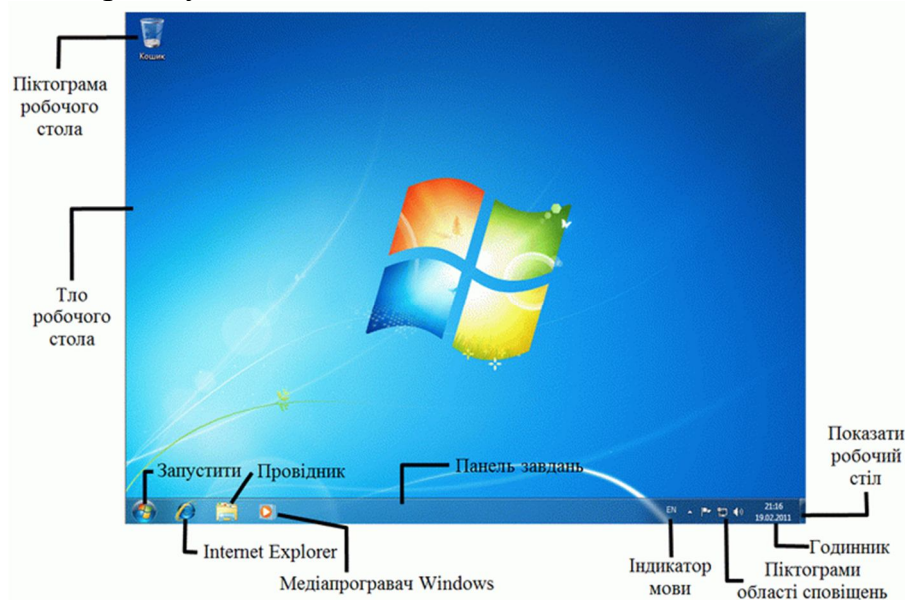 Кошик
Піктограма
робочого
стола
Тло
робочого
стола
Показати
робочий
стіл
Запустити
Провідник
Панель завдань
EN
21:16
19.02.2011
Internet Explorer
Медіапрогравач Windows
Індикатор
мови
Годинник
Піктограми
області сповіщень